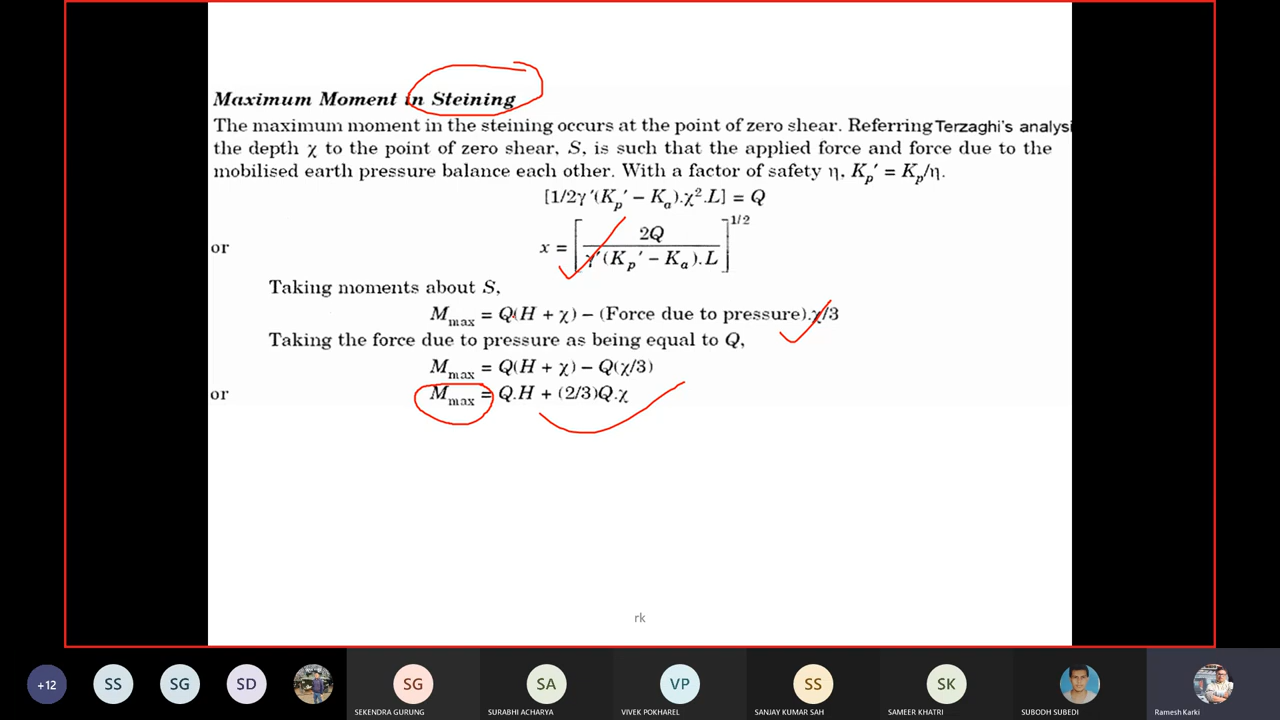 Maximum Moment in Steining
The maximum moment in the steining occurs at the point of zero shear. Referring Terzaghi's analysi
the depth χ to the point of zero shear, S, is such that the applied force and force due to the
mobilised earth pressure balance each other. With a factor of safety η, Kp′ = Kp/η.
[1/2γ′(Kp′ − Ka).χ².L] = Q
or x = [2Q / γ′(Kp′ − Ka).L]^1/2
Taking moments about S,
Mmax = Q(H + χ) − (Force due to pressure).χ/3
Taking the force due to pressure as being equal to Q,
Mmax = Q(H + χ) − Q(χ/3)
or Mmax = Q.H + (2/3)Q.χ
rk
+12 SS SG SD SG SA VP SS SK
SEKENDRA GURUNG SURABHI ACHARYA VIVEK POKHAREL SANJAY KUMAR SAH SAMEER KHATRI SUBODH SUBEDI Ramesh Karki